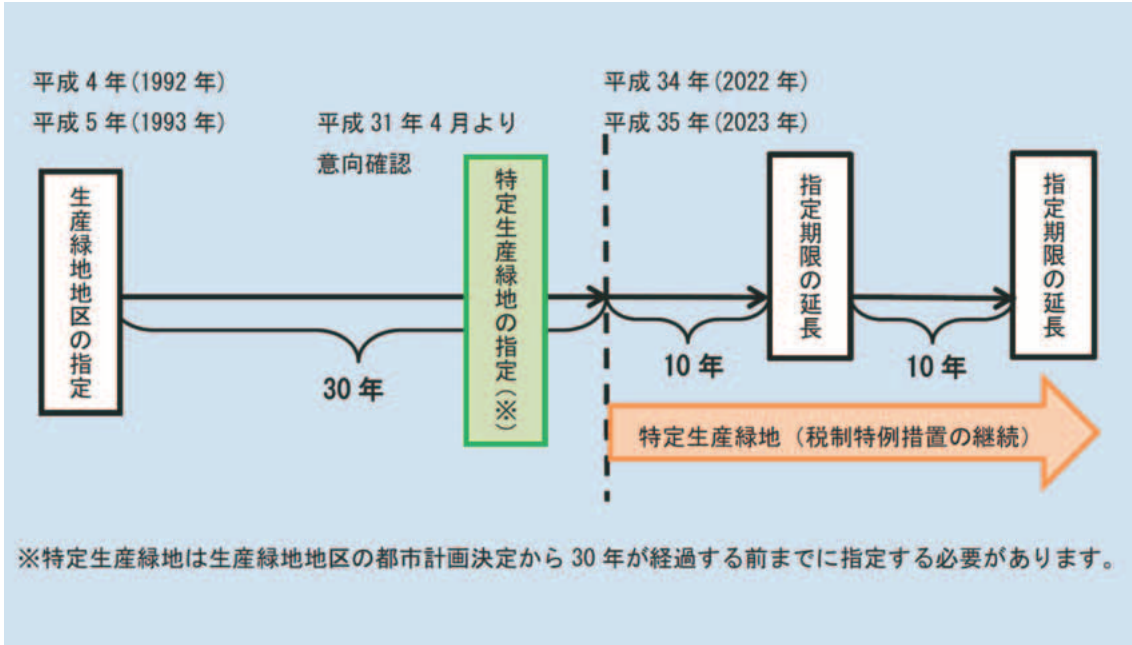 平成 4 年(1992 年)
平成 5 年(1993 年)
平成 31 年 4 月より
意向確認
平成 34 年(2022 年)
平成 35 年(2023 年)
生産緑地地区の指定
特定生産緑地の指定(※)
指定期限の延長
指定期限の延長
30 年
10 年
10 年
特定生産緑地（税制特例措置の継続）
※特定生産緑地は生産緑地地区の都市計画決定から 30 年が経過する前までに指定する必要があります。